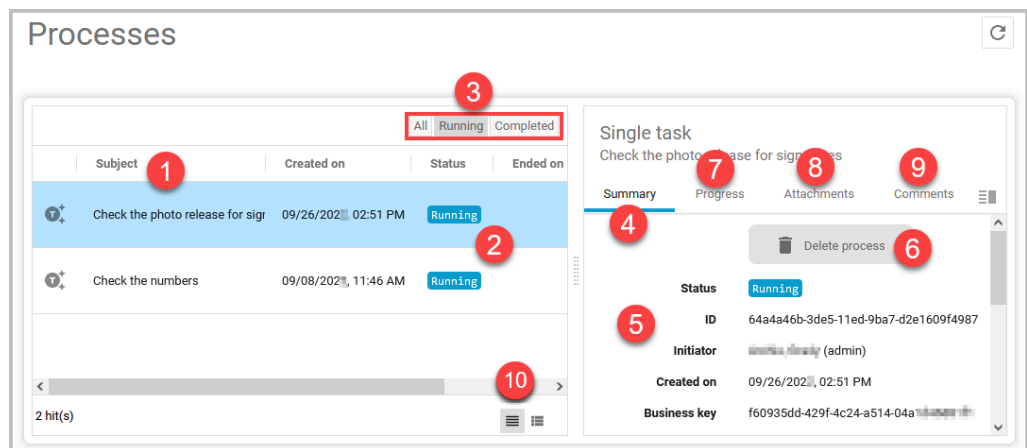 Processes
3
All Running Completed
Subject Created on Status Ended on
1
Check the photo release for sigr 09/26/202 02:51 PM Running
2
Check the numbers 09/08/202 , 11:46 AM Running
10
2 hit(s)
Single task
Check the photo release for signatures
7 8 9
Summary Progress Attachments Comments
4
Delete process
6
Status Running
5
ID 64a4a46b-3de5-11ed-9ba7-d2e1609f4987
Initiator (admin)
Created on 09/26/202 , 02:51 PM
Business key f60935dd-429f-4c24-a514-04a